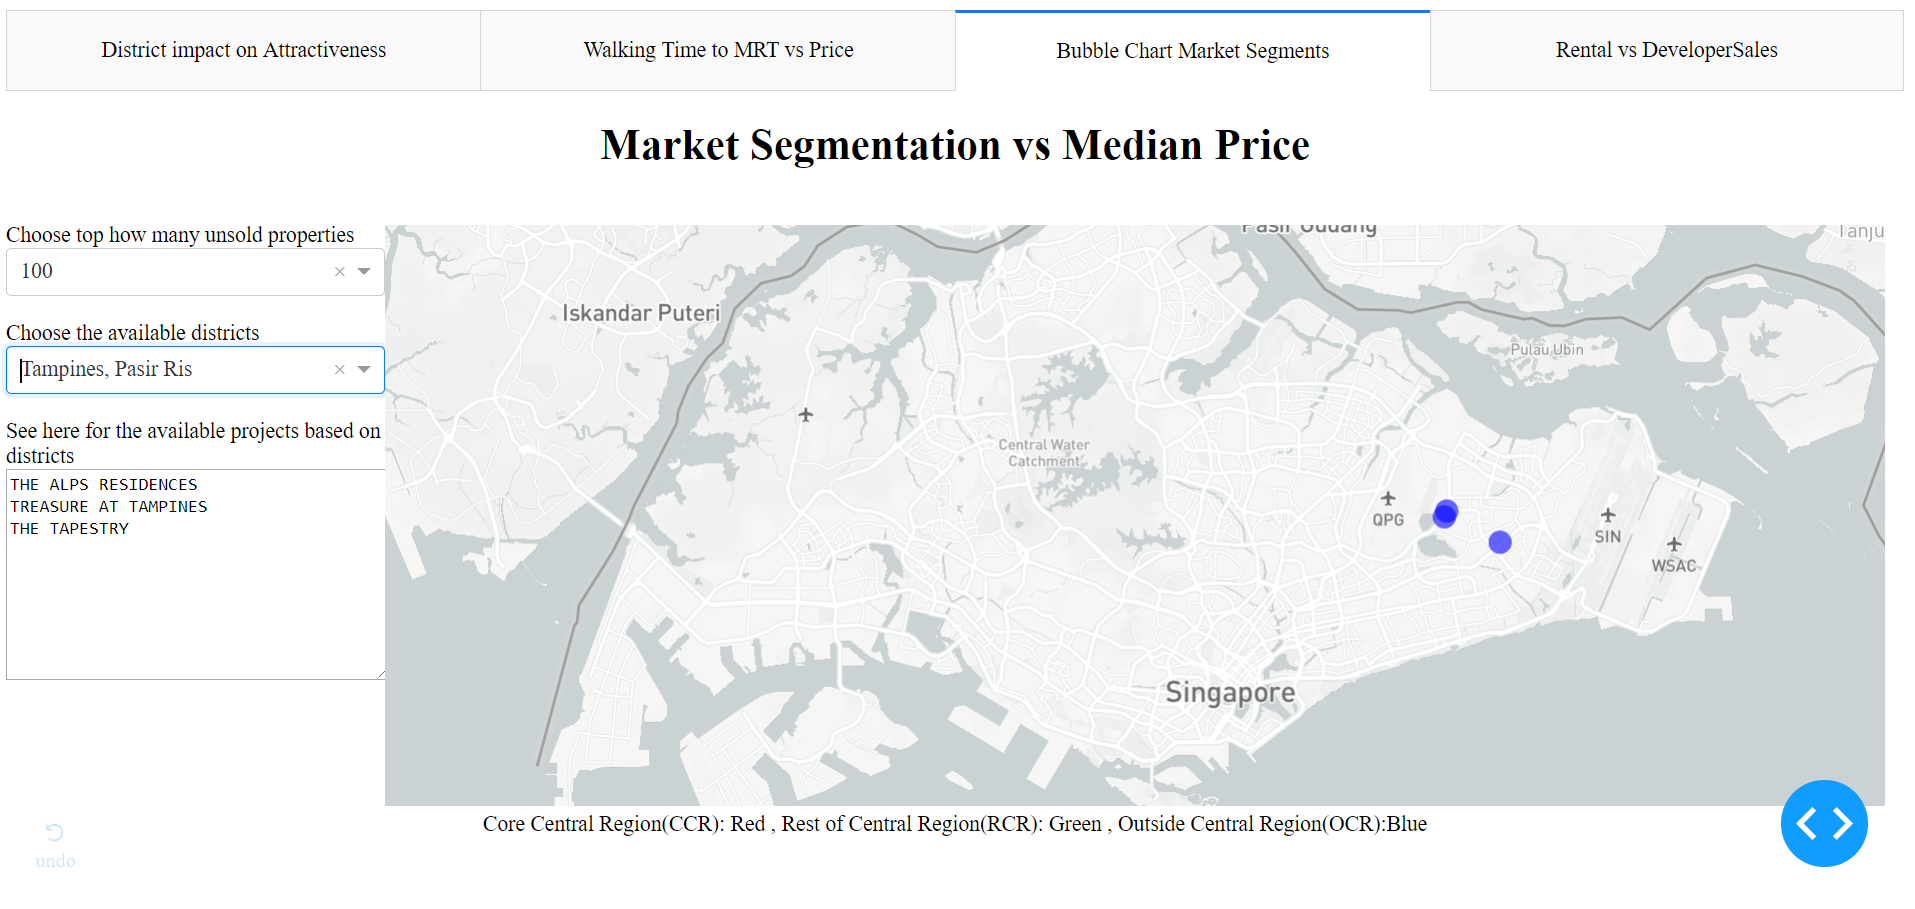 District impact on Attractiveness
Walking Time to MRT vs Price
Bubble Chart Market Segments
Rental vs DeveloperSales
Market Segmentation vs Median Price
Choose top how many unsold properties
100
Choose the available districts
Tampines, Pasir Ris
See here for the available projects based on
districts
THE ALPS RESIDENCES
TREASURE AT TAMPINES
THE TAPESTRY
Pasir Gudang
Tanju
Iskandar Puteri
Pulau Ubin
Central Water
Catchment
QPG
SIN
WSAC
Singapore
Core Central Region(CCR): Red , Rest of Central Region(RCR): Green , Outside Central Region(OCR):Blue
undo